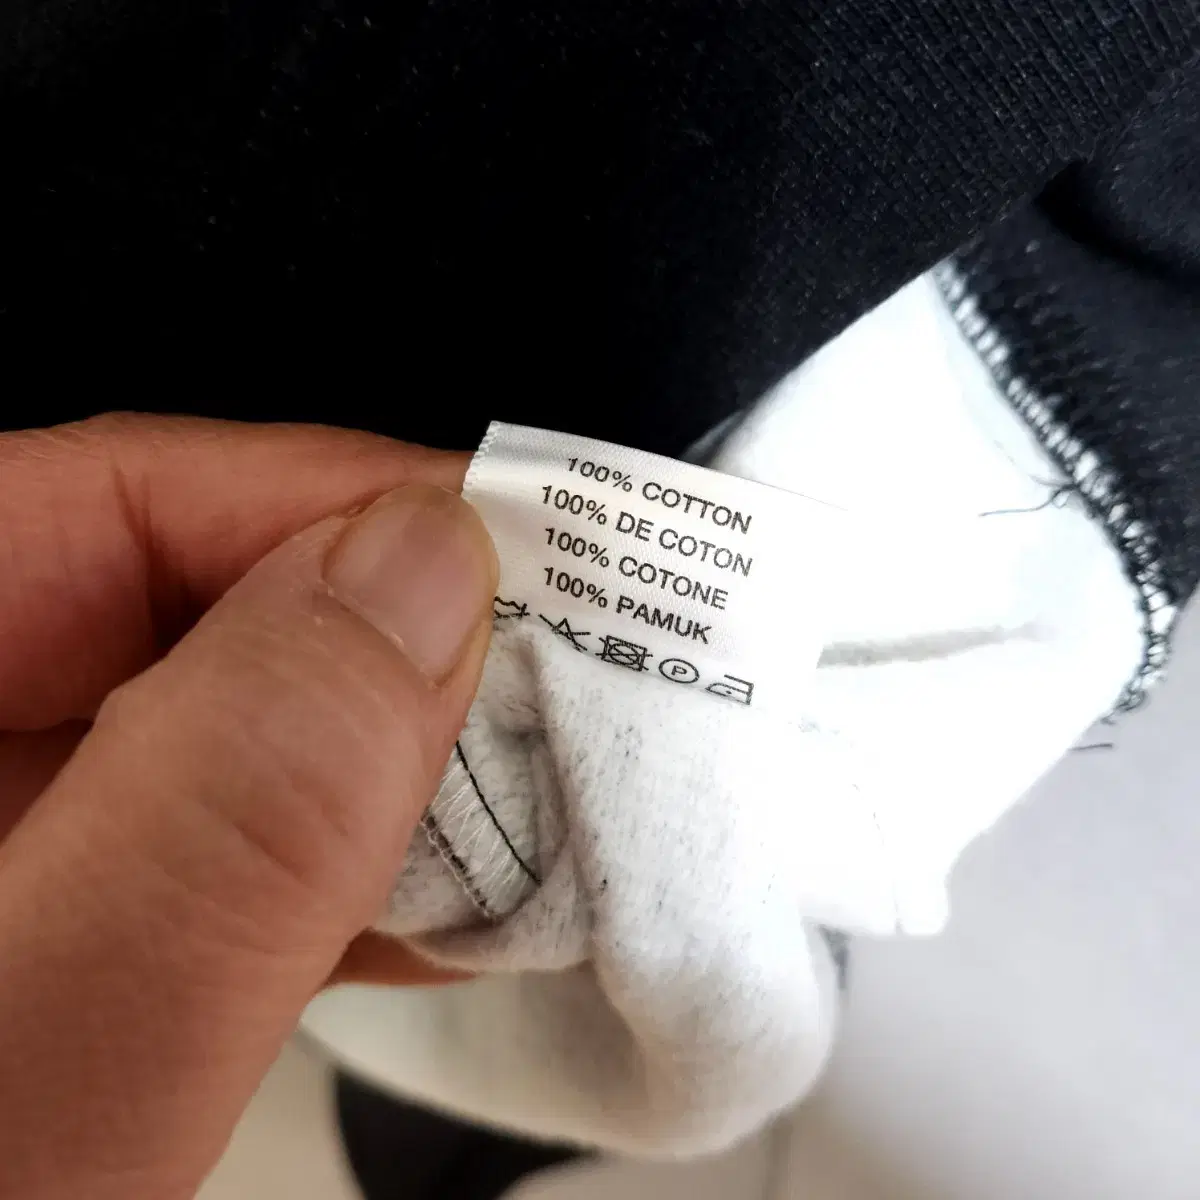 100% COTTON
100% DE COTON
100% COTONE
100% PAMUK
P